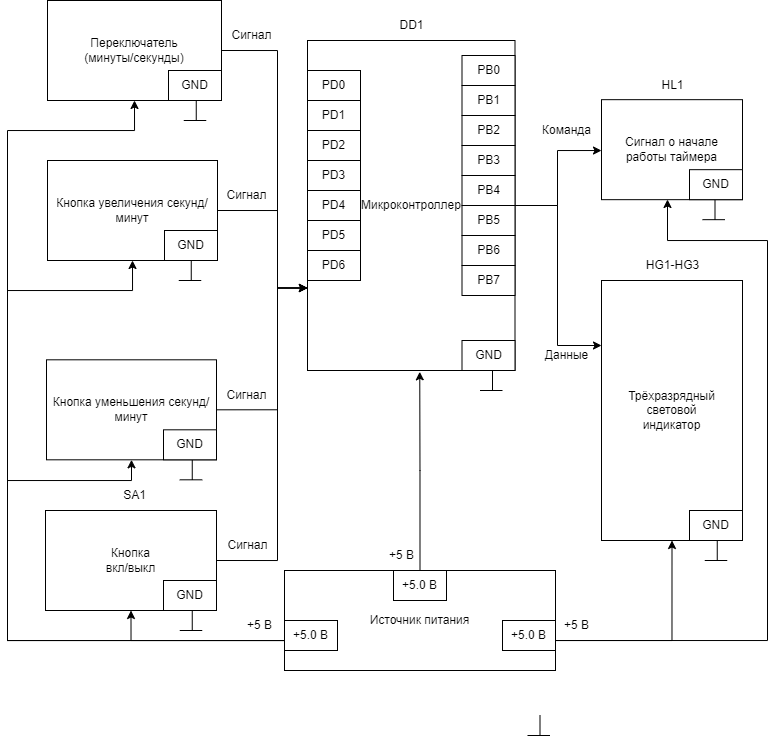 Переключатель
(минуты/секунды)
GND
Сигнал
Кнопка увеличения секунд/
минут
GND
Сигнал
Кнопка уменьшения секунд/
минут
GND
Сигнал
SA1
Кнопка
вкл/выкл
GND
Сигнал
DD1
PD0
PD1
PD2
PD3
PD4
PD5
PD6
Микроконтроллер
PB0
PB1
PB2
PB3
PB4
PB5
PB6
PB7
GND
Команда
Данные
HL1
Сигнал о начале
работы таймера
GND
HG1-HG3
Трёхразрядный
световой
индикатор
GND
+5 В
+5.0 В
Источник питания
+5 В
+5.0 В
+5.0 В
+5 В